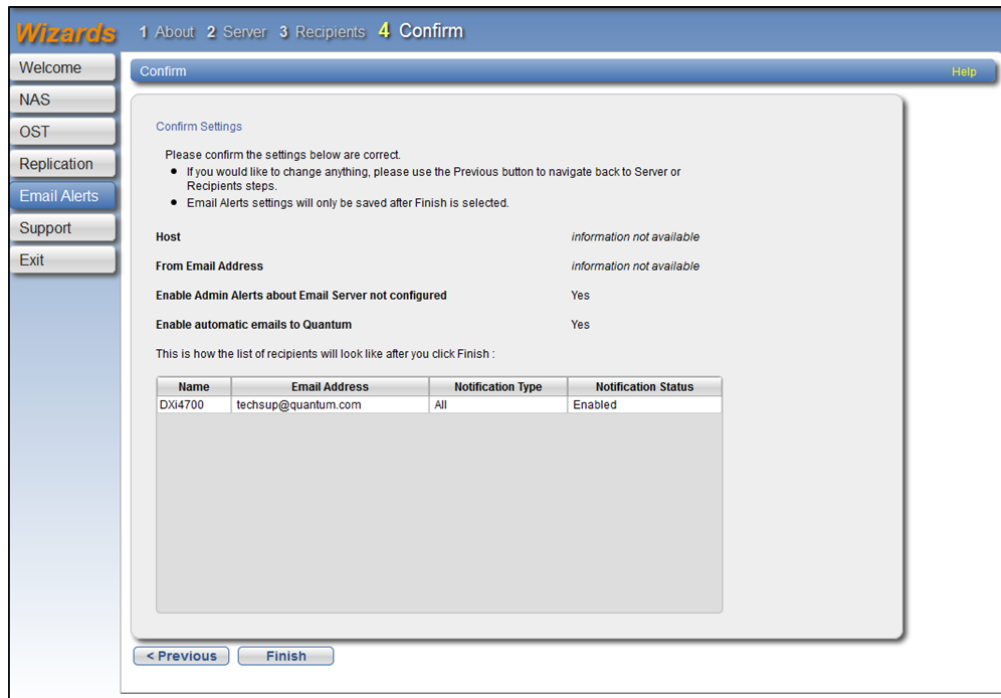 Wizards 1 About 2 Server 3 Recipients 4 Confirm
Welcome
NAS
OST
Replication
Email Alerts
Support
Exit
Confirm Help
Confirm Settings
Please confirm the settings below are correct.
• If you would like to change anything, please use the Previous button to navigate back to Server or
Recipients steps.
• Email Alerts settings will only be saved after Finish is selected.
Host information not available
From Email Address information not available
Enable Admin Alerts about Email Server not configured Yes
Enable automatic emails to Quantum Yes
This is how the list of recipients will look like after you click Finish :
Name Email Address Notification Type Notification Status
DXi4700 techsup@quantum.com All Enabled
< Previous Finish